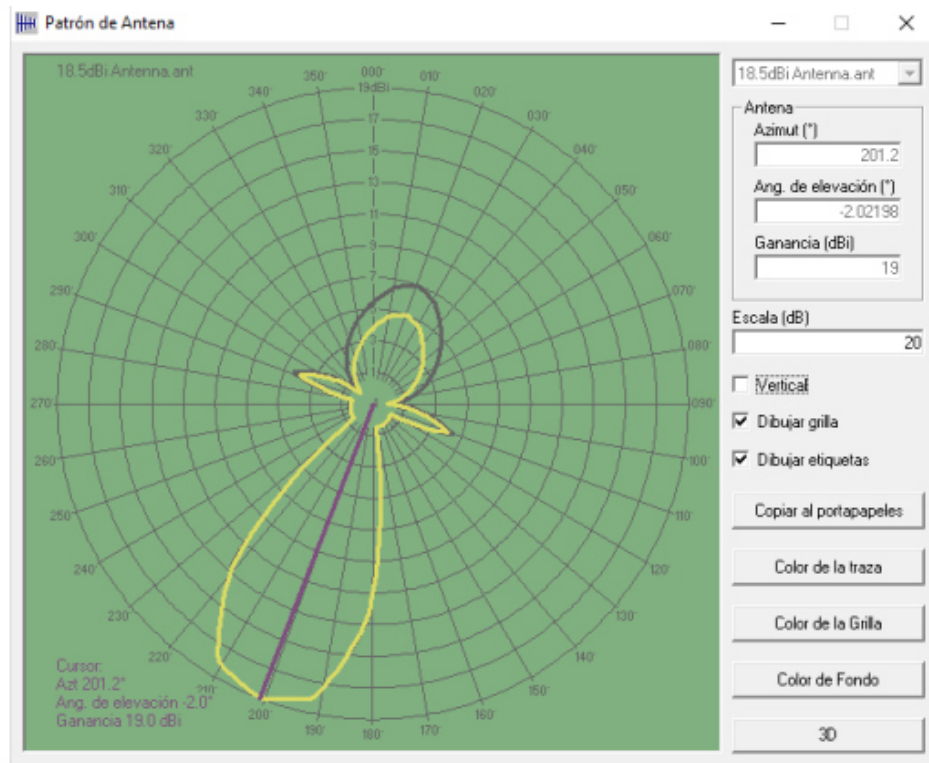 Patrón de Antena
18.5dBi Antenna.ant
350°
000°
010°
340°
19dBi
020°
330°
17
030°
320°
15
040°
310°
13
050°
11
300°
9
060°
290°
7
070°
280°
3
080°
1
270°
090°
260°
100°
250°
110°
240°
120°
230°
130°
220°
140°
210°
150°
200°
190°
180°
170°
160°
Cursor:
Azt 201.2°
Ang. de elevación -2.0°
Ganancia 19.0 dBi
18.5dBi Antenna.ant
Antena
Azimut (°)
201.2
Ang. de elevación (°)
-2.02198
Ganancia (dBi)
19
Escala (dB)
20
Vertical
Dibujar grilla
Dibujar etiquetas
Copiar al portapapeles
Color de la traza
Color de la Grilla
Color de Fondo
3D